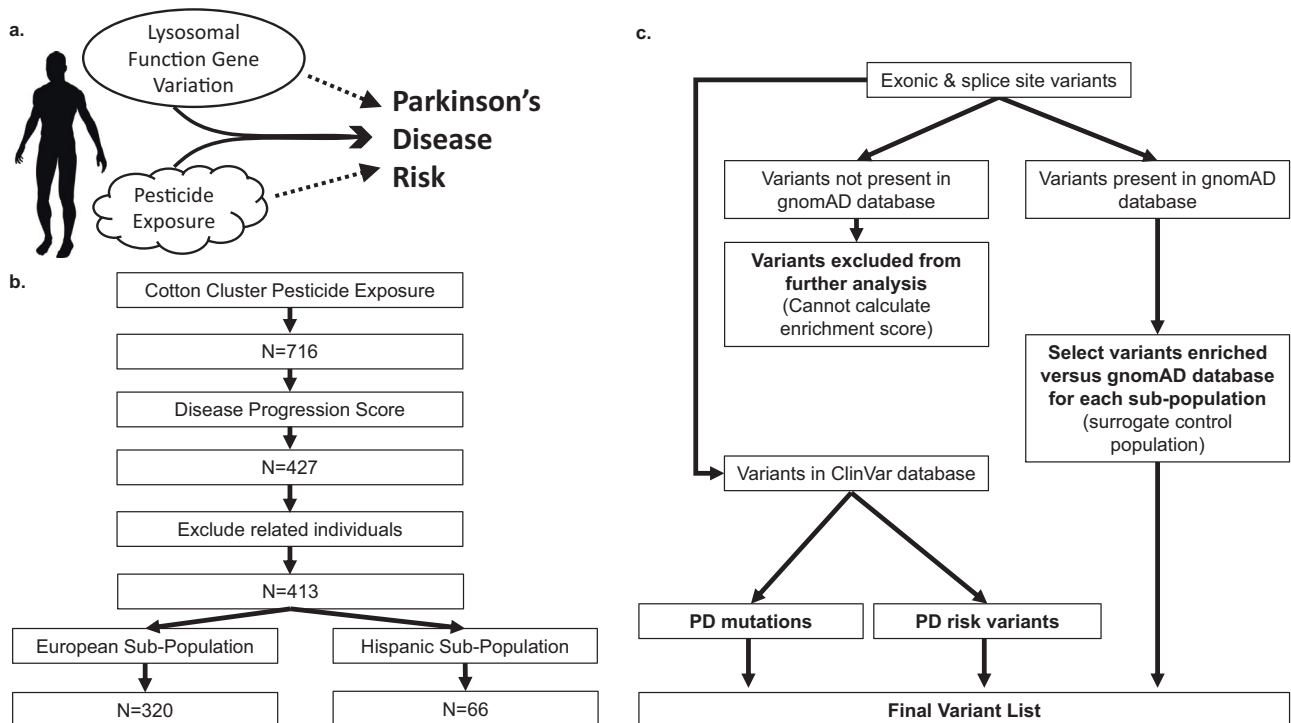 a.
Lysosomal
Function Gene
Variation
Parkinson's
Disease
Risk
Pesticide
Exposure
b.
Cotton Cluster Pesticide Exposure
N=716
Disease Progression Score
N=427
Exclude related individuals
N=413
European Sub-Population
Hispanic Sub-Population
N=320
N=66
c.
Exonic & splice site variants
Variants not present in
gnomAD database
Variants present in gnomAD
database
Variants excluded from
further analysis
(Cannot calculate
enrichment score)
Select variants enriched
versus gnomAD database
for each sub-population
(surrogate control
population)
Variants in ClinVar database
PD mutations
PD risk variants
Final Variant List